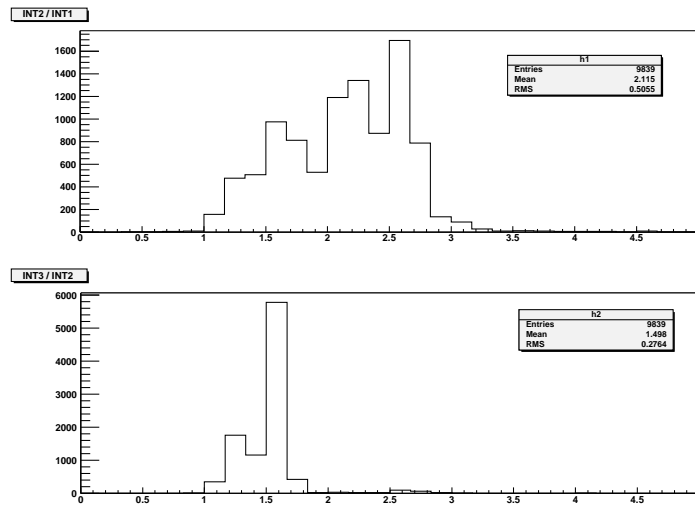 INT2 / INT1
h1
Entries 9839
Mean 2.115
RMS 0.5055
1600
1400
1200
1000
800
600
400
200
0
0 0.5 1 1.5 2 2.5 3 3.5 4 4.5
INT3 / INT2
h2
Entries 9839
Mean 1.498
RMS 0.2764
6000
5000
4000
3000
2000
1000
0
0 0.5 1 1.5 2 2.5 3 3.5 4 4.5